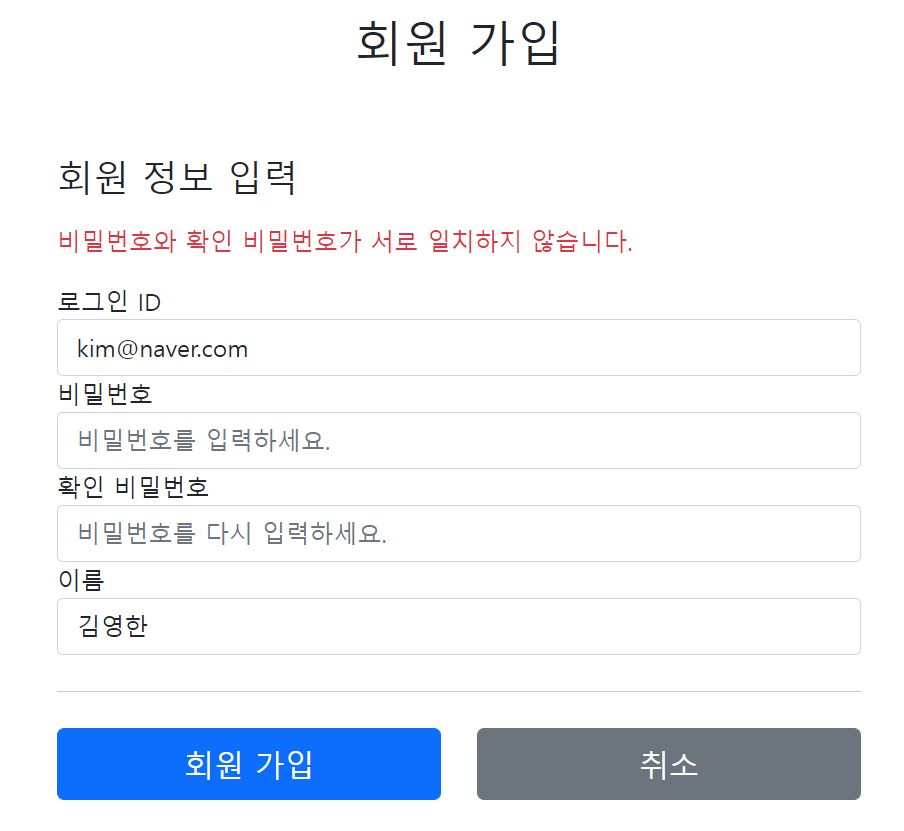 회원 가입
회원 정보 입력
비밀번호와 확인 비밀번호가 서로 일치하지 않습니다.
로그인 ID
kim@naver.com
비밀번호
비밀번호를 입력하세요.
확인 비밀번호
비밀번호를 다시 입력하세요.
이름
김영한
회원 가입
취소